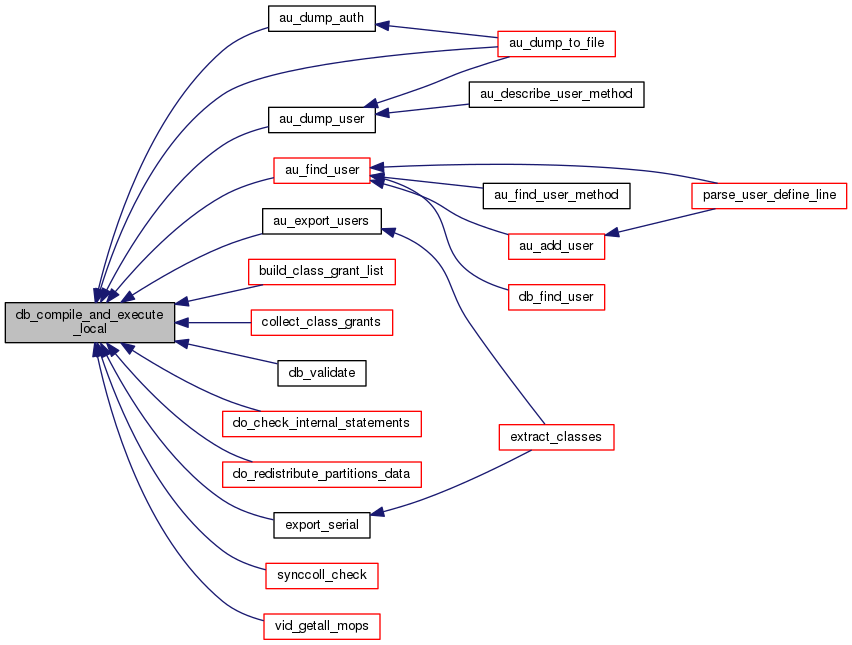 au_dump_auth
au_dump_to_file
au_describe_user_method
au_dump_user
au_find_user
parse_user_define_line
au_find_user_method
au_export_users
au_add_user
build_class_grant_list
db_find_user
db_compile_and_execute
_local
collect_class_grants
db_validate
do_check_internal_statements
extract_classes
do_redistribute_partitions_data
export_serial
synccoll_check
vid_getall_mops